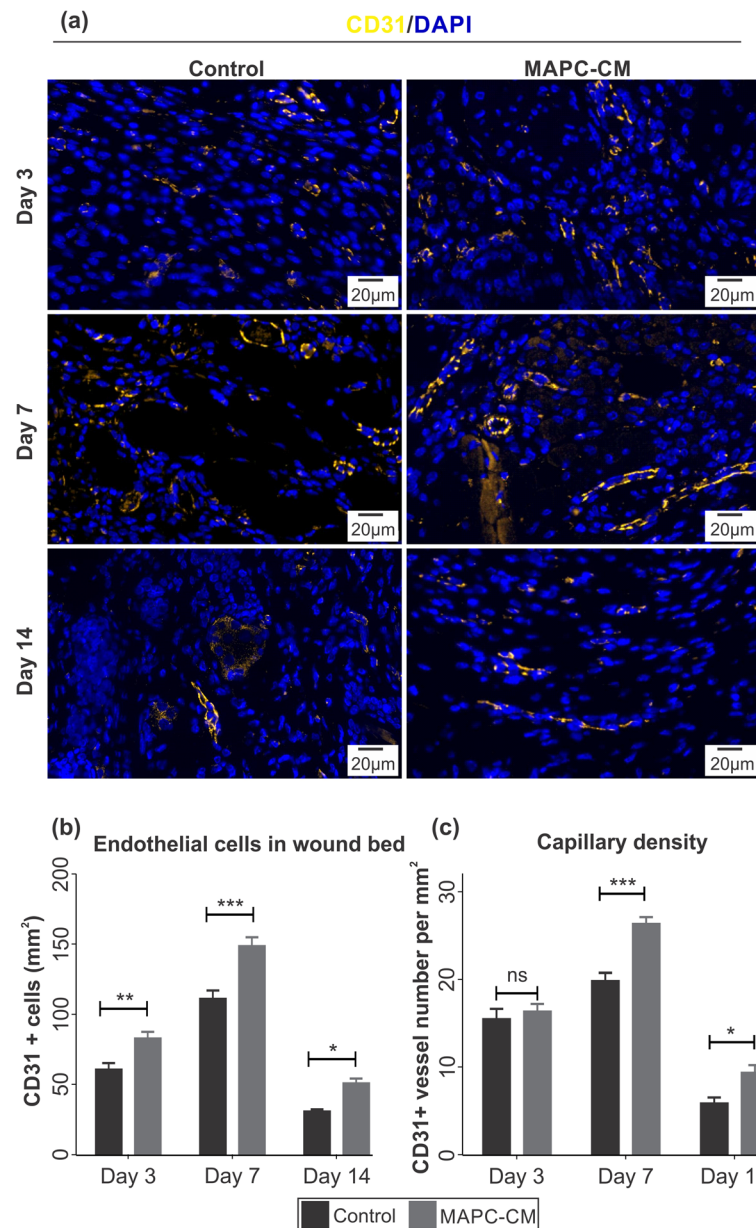 (a)
CD31/DAPI
Control
MAPC-CM
Day 3
20µm
20µm
Day 7
20µm
20µm
Day 14
20µm
20µm
(b)
Endothelial cells in wound bed
CD31 + cells (mm²)
200
150
100
50
0
**
***
*
Day 3
Day 7
Day 14
(c)
Capillary density
CD31+ vessel number per mm²
30
20
10
0
ns
***
*
Day 3
Day 7
Day 1
Control
MAPC-CM